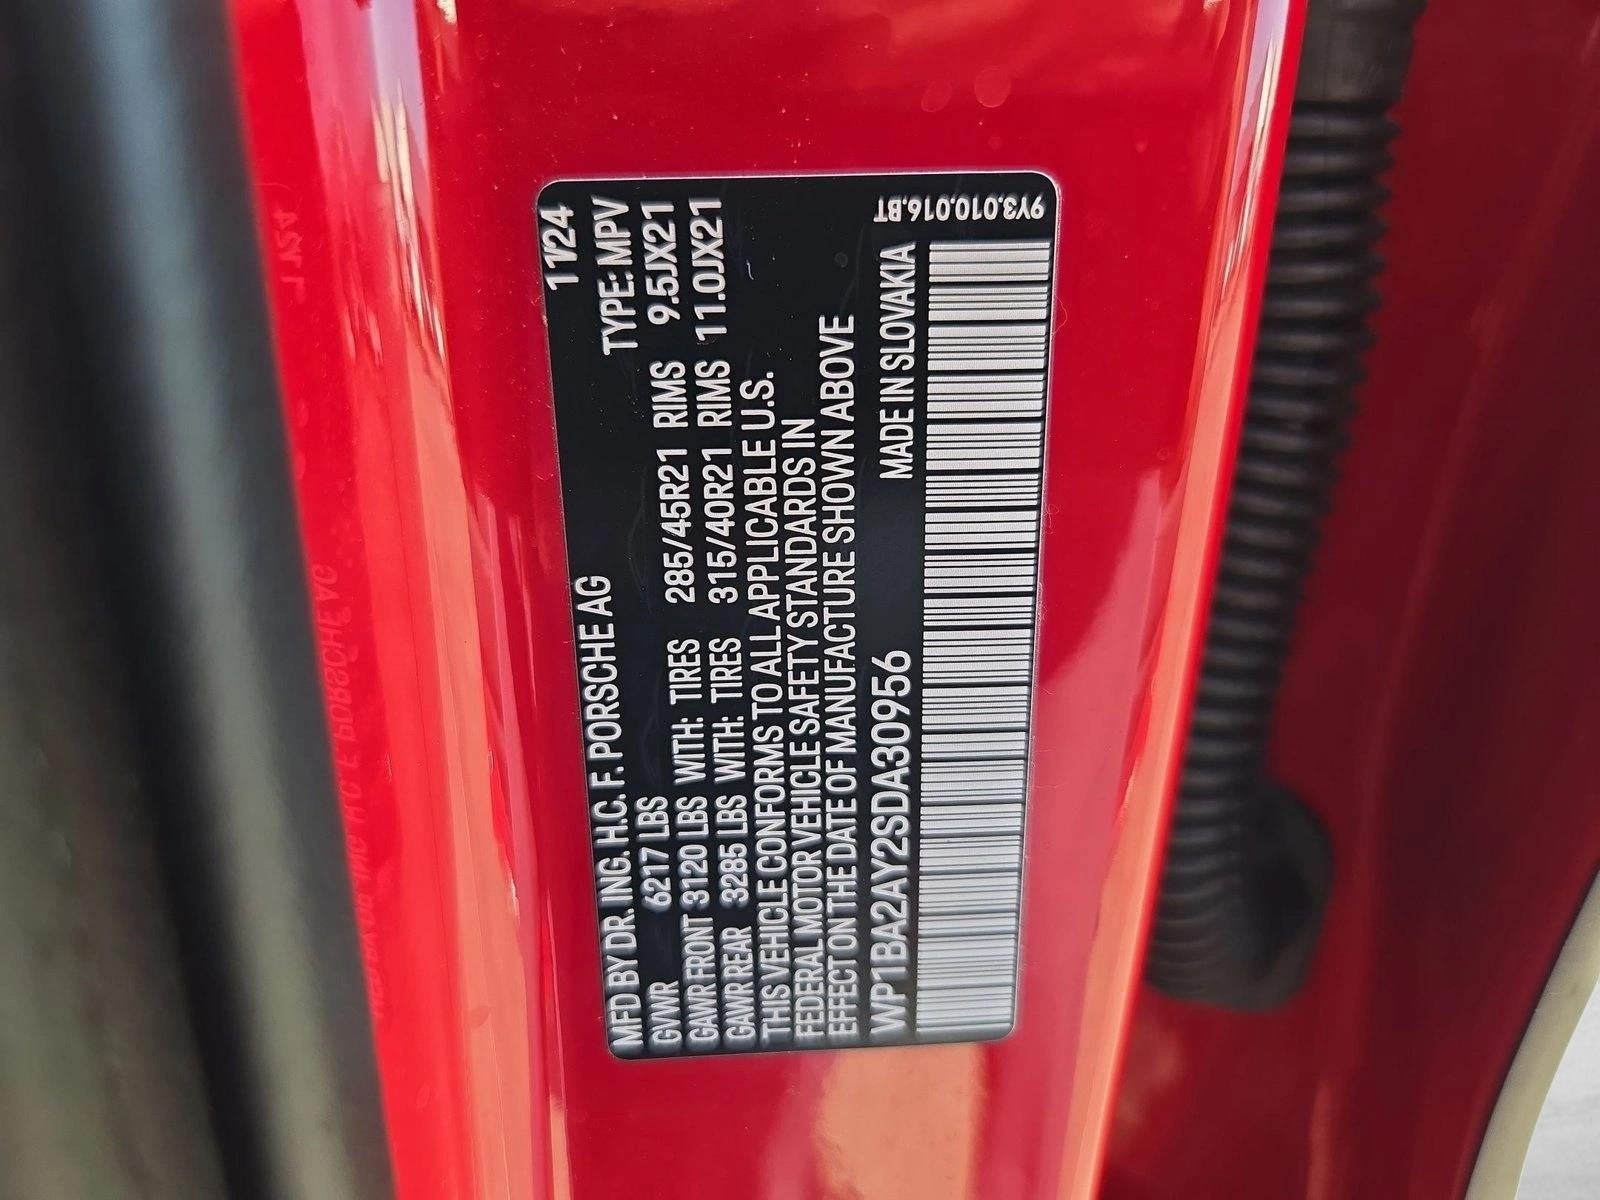 MFD BY DR. ING. H.C. F. PORSCHE AG 11/24
GVWR 6217 LBS TYPE: MPV
GAWR FRONT 3120 LBS WITH: TIRES 285/45R21 RIMS 9.5JX21
GAWR REAR 3285 LBS WITH: TIRES 315/40R21 RIMS 11.0JX21
THIS VEHICLE CONFORMS TO ALL APPLICABLE U.S.
FEDERAL MOTOR VEHICLE SAFETY STANDARDS IN
EFFECT ON THE DATE OF MANUFACTURE SHOWN ABOVE
WP1BA2AY2SDA30956 MADE IN SLOVAKIA
9Y3.010.016.BT